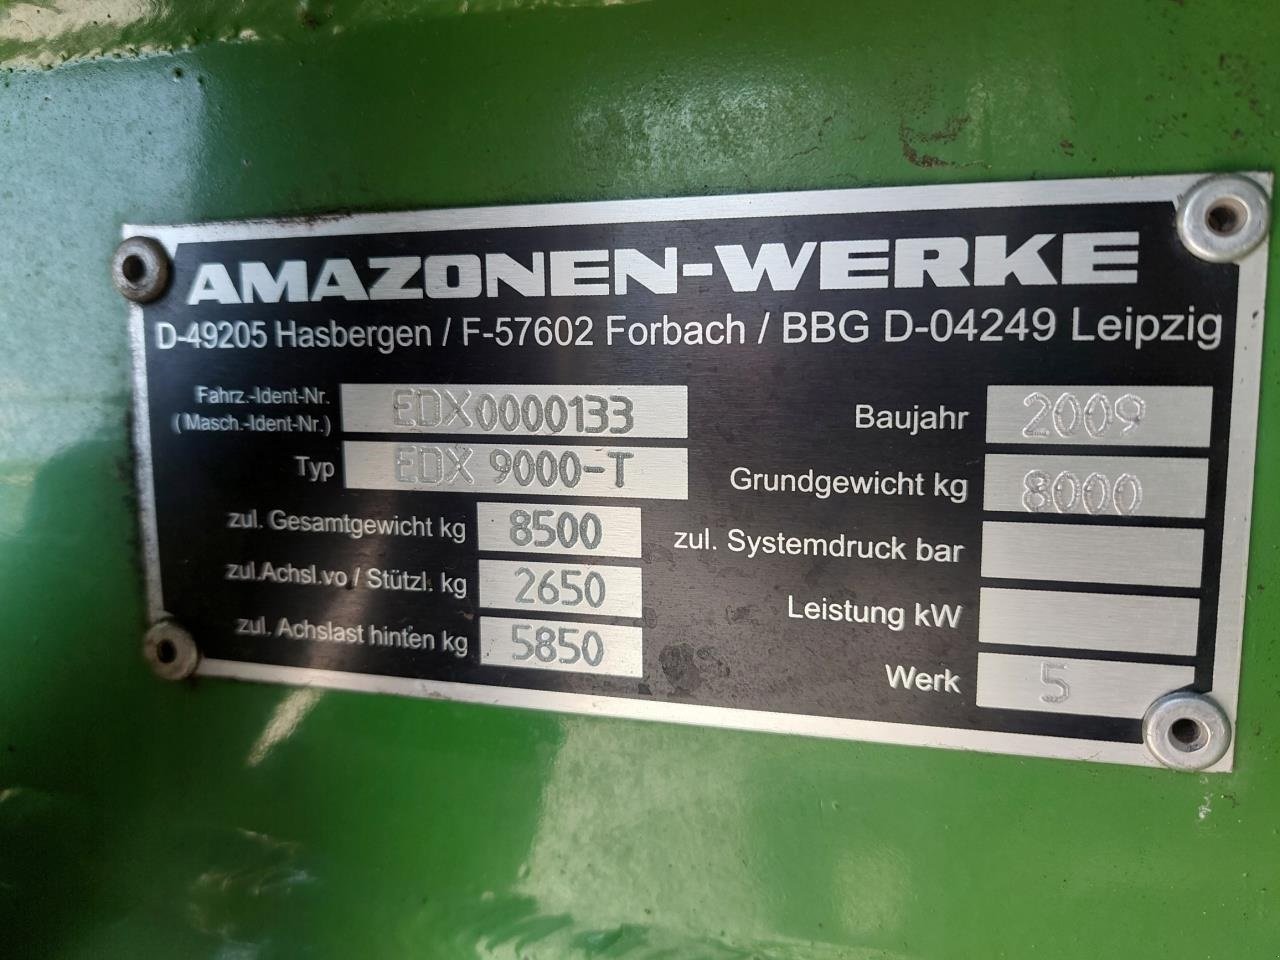 AMAZONEN-WERKE
D-49205 Hasbergen / F-57602 Forbach / BBG D-04249 Leipzig
Fahrz.-Ident-Nr.
(Masch.-Ident-Nr.) EDX0000133
Typ EDX 9000-T
zul. Gesamtgewicht kg 8500
zul.Achsl.vo / Stützl. kg 2650
zul. Achslast hinten kg 5850
Baujahr 2009
Grundgewicht kg 8000
zul. Systemdruck bar
Leistung kW
Werk 5